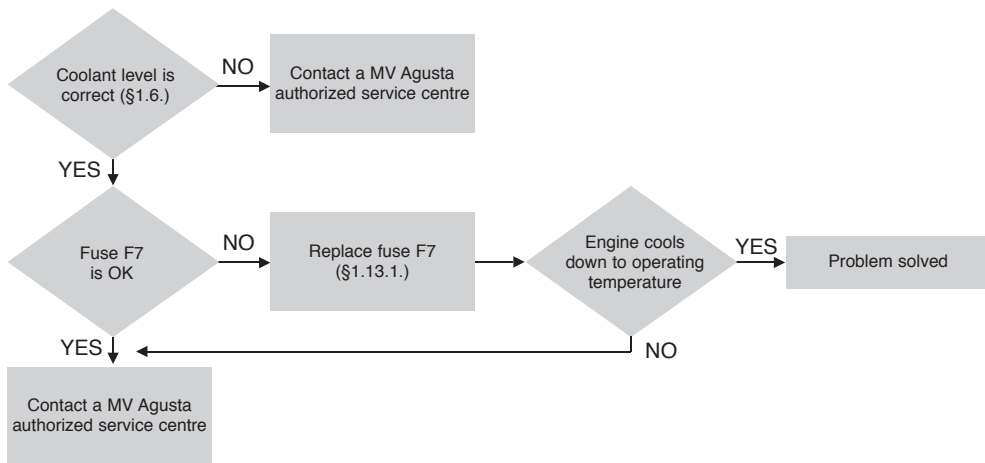 Coolant level is
correct (§1.6.)
NO
Contact a MV Agusta
authorized service centre
YES
Fuse F7
is OK
NO
Replace fuse F7
(§1.13.1.)
Engine cools
down to operating
temperature
YES
Problem solved
YES
NO
Contact a MV Agusta
authorized service centre